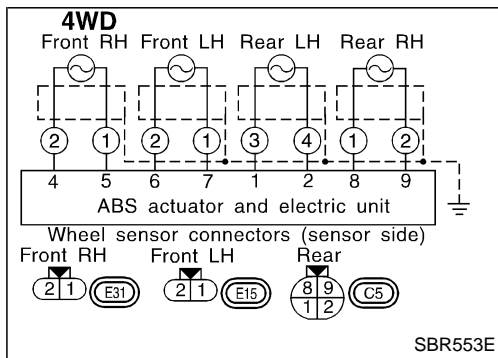 4WD
Front RH Front LH Rear LH Rear RH
2 1 2 1 3 4 1 2
4 5 6 7 1 2 8 9
ABS actuator and electric unit
Wheel sensor connectors (sensor side)
Front RH Front LH Rear
2 1 E31 2 1 E15 8 9 C5
1 2
SBR553E